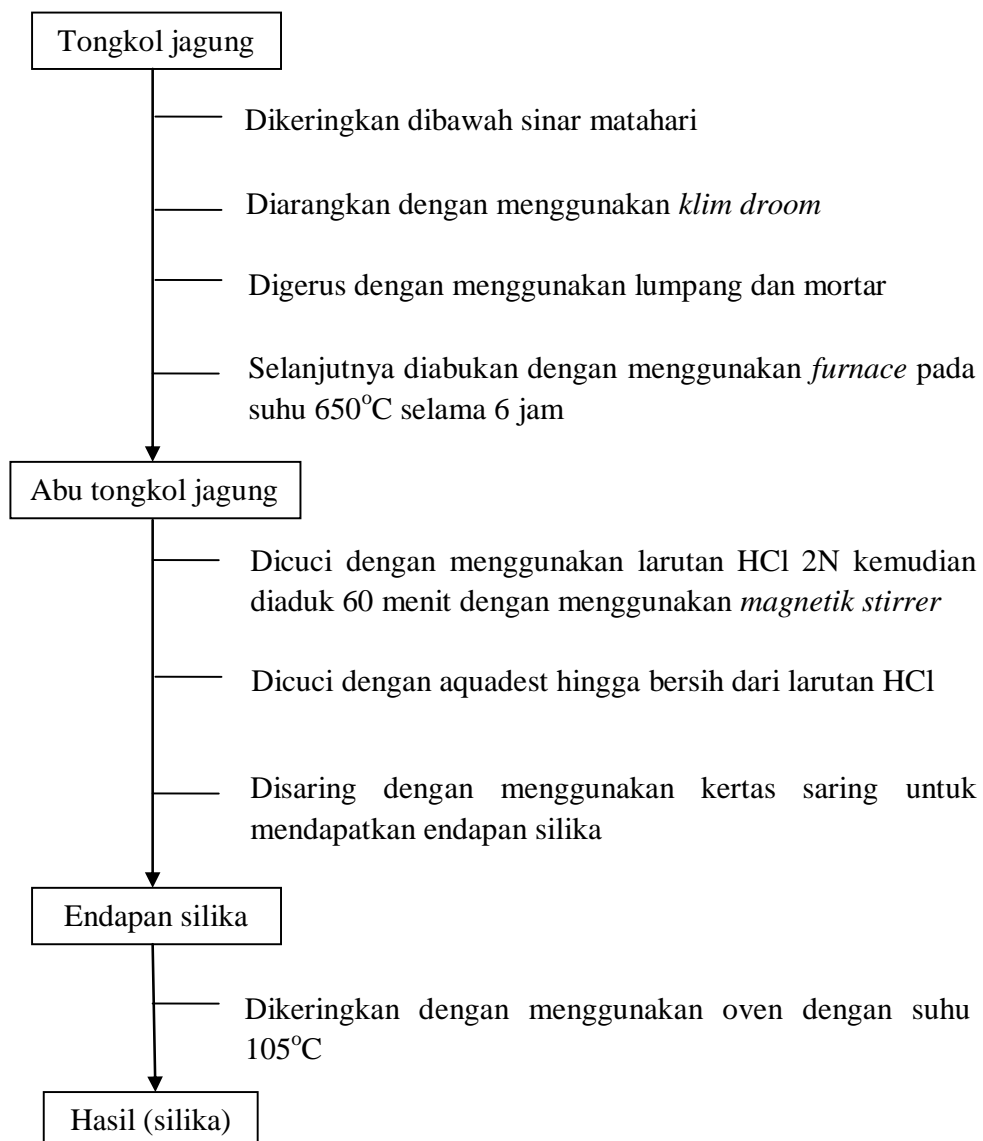 Tongkol jagung
Dikeringkan dibawah sinar matahari
Diarangkan dengan menggunakan klim droom
Digerus dengan menggunakan lumpang dan mortar
Selanjutnya diabukan dengan menggunakan furnace pada
suhu 650°C selama 6 jam
Abu tongkol jagung
Dicuci dengan menggunakan larutan HCl 2N kemudian
diaduk 60 menit dengan menggunakan magnetik stirrer
Dicuci dengan aquadest hingga bersih dari larutan HCl
Disaring dengan menggunakan kertas saring untuk
mendapatkan endapan silika
Endapan silika
Dikeringkan dengan menggunakan oven dengan suhu
105°C
Hasil (silika)